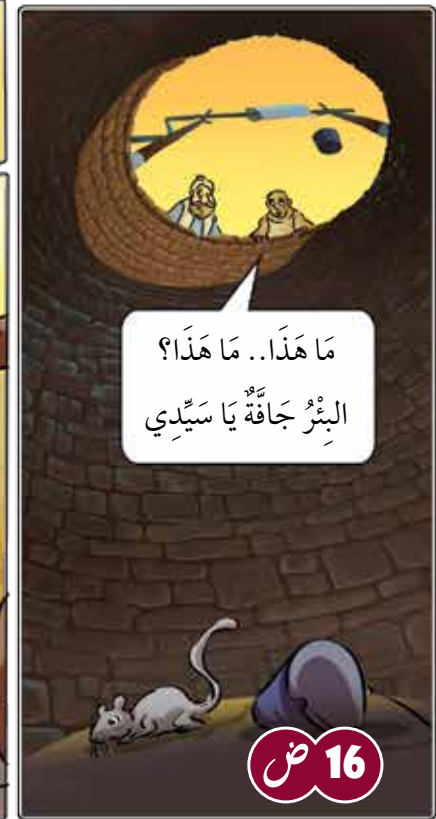 مَا هَذَا.. مَا هَذَا؟
البِئْرُ جَافَّةٌ يَا سَيِّدِي
16 ض